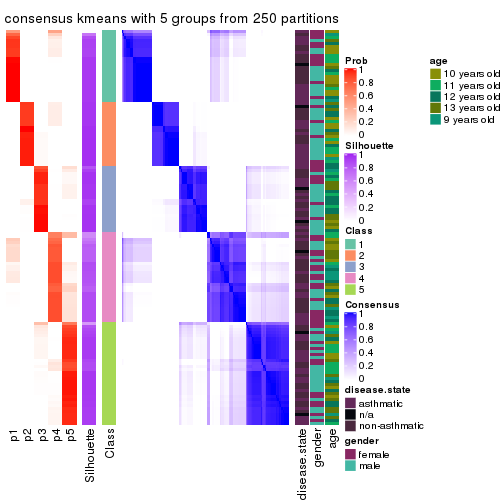 consensus kmeans with 5 groups from 250 partitions
p1
p2
p3
p4
p5
Silhouette
Class
disease.state
gender
age
Prob
1
0.8
0.6
0.4
0.2
0
Silhouette
1
0.8
0.6
0.4
0.2
0
Class
1
2
3
4
5
Consensus
1
0.8
0.6
0.4
0.2
0
disease.state
asthmatic
n/a
non-asthmatic
gender
female
male
age
10 years old
11 years old
12 years old
13 years old
9 years old